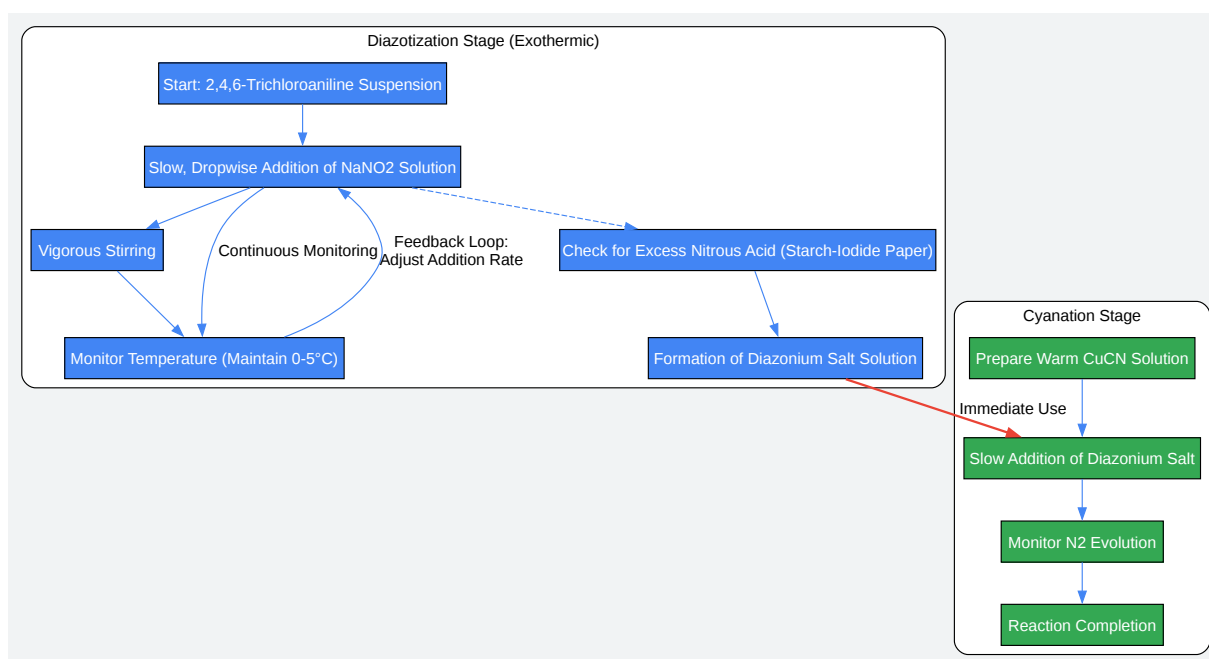 Diazotization Stage (Exothermic)
Start: 2,4,6-Trichloroaniline Suspension
Slow, Dropwise Addition of NaNO2 Solution
Vigorous Stirring
Continuous Monitoring
Feedback Loop:
Adjust Addition Rate
Check for Excess Nitrous Acid (Starch-Iodide Paper)
Monitor Temperature (Maintain 0-5°C)
Formation of Diazonium Salt Solution
Immediate Use
Cyanation Stage
Prepare Warm CuCN Solution
Slow Addition of Diazonium Salt
Monitor N2 Evolution
Reaction Completion